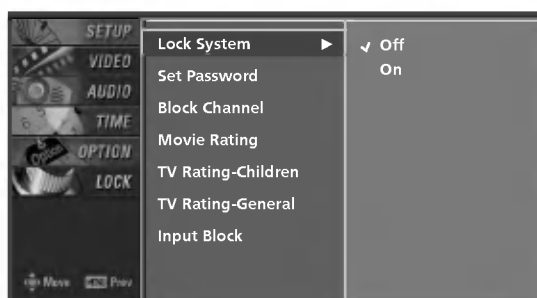 SETUP
VIDEO
AUDIO
TIME
OPTION
LOCK
Move Prev
Lock System
Set Password
Block Channel
Movie Rating
TV Rating-Children
TV Rating-General
Input Block
Off
On